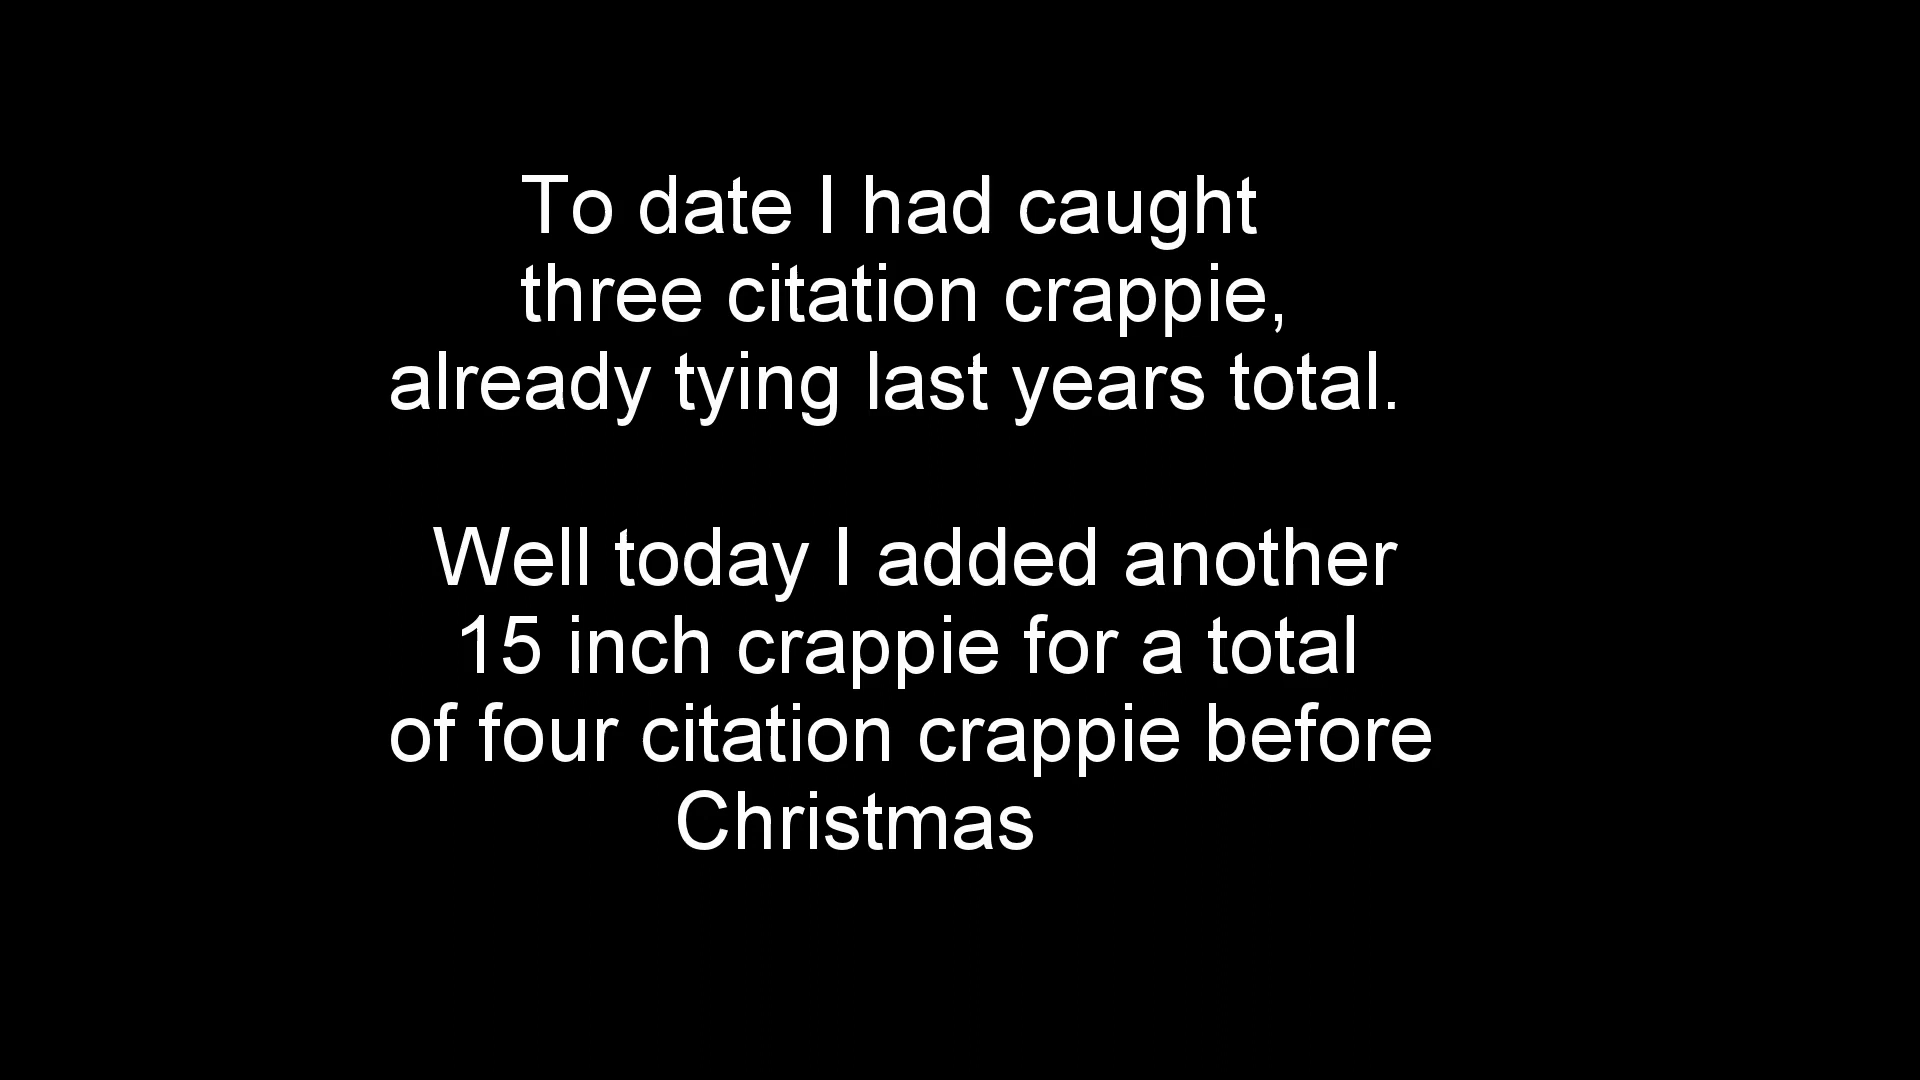 To date I had caught
three citation crappie,
already tying last years total.
Well today I added another
15 inch crappie for a total
of four citation crappie before
Christmas